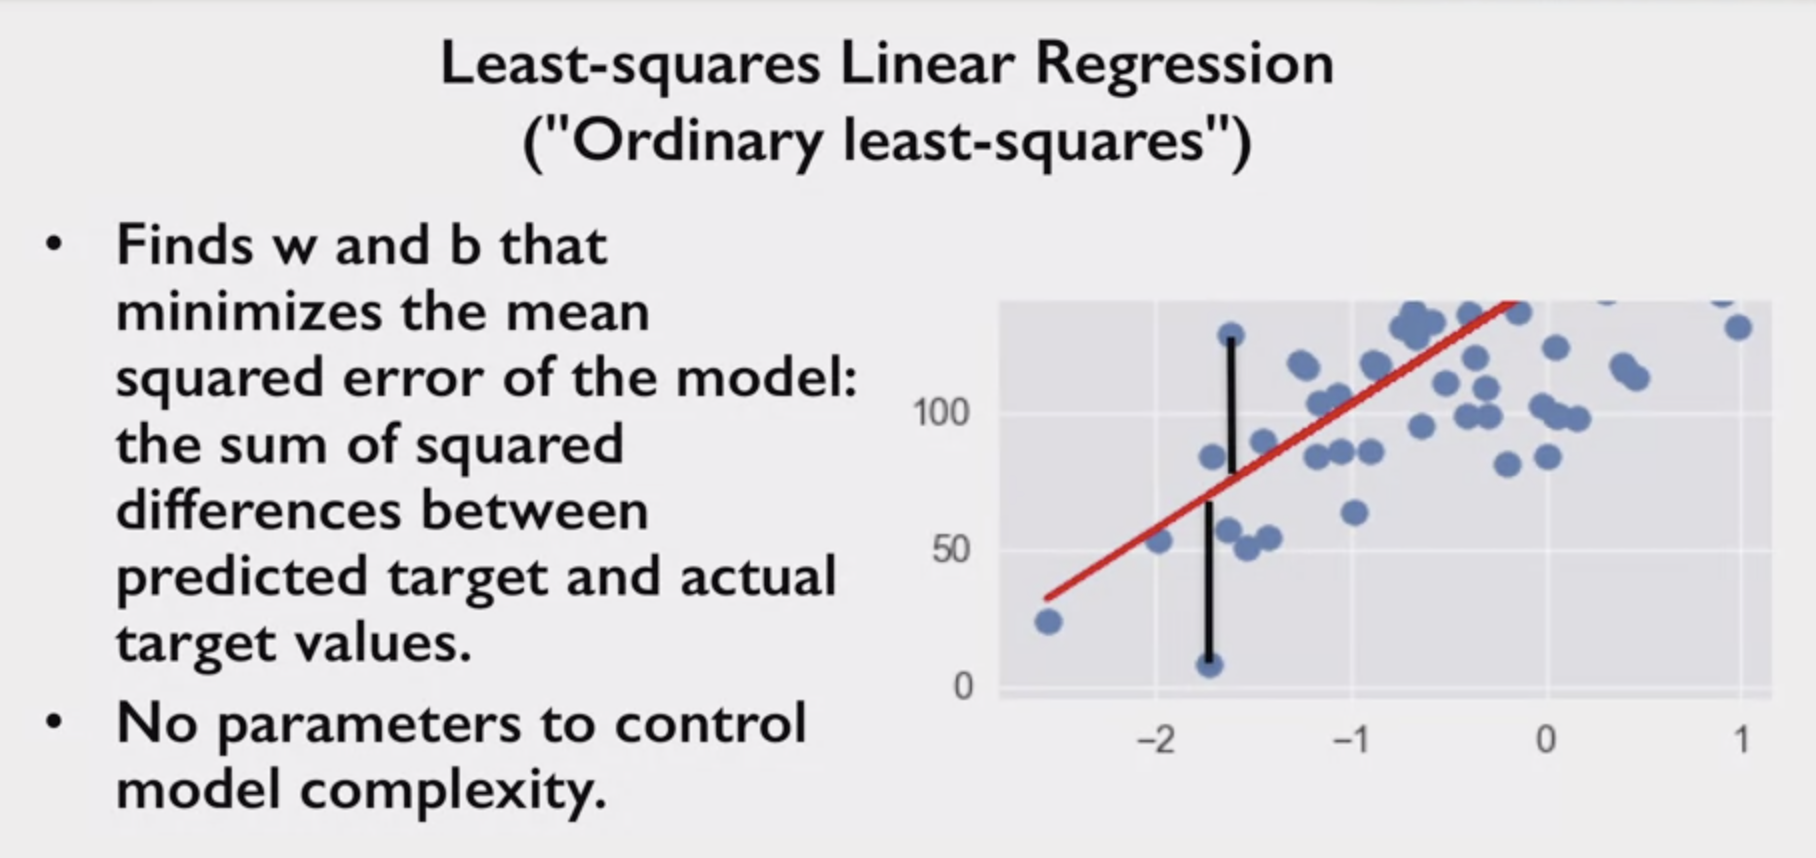 Least-squares Linear Regression
("Ordinary least-squares")
• Finds w and b that
minimizes the mean
squared error of the model:
the sum of squared
differences between
predicted target and actual
target values.
• No parameters to control
model complexity.
100
50
0
−2 −1 0 1